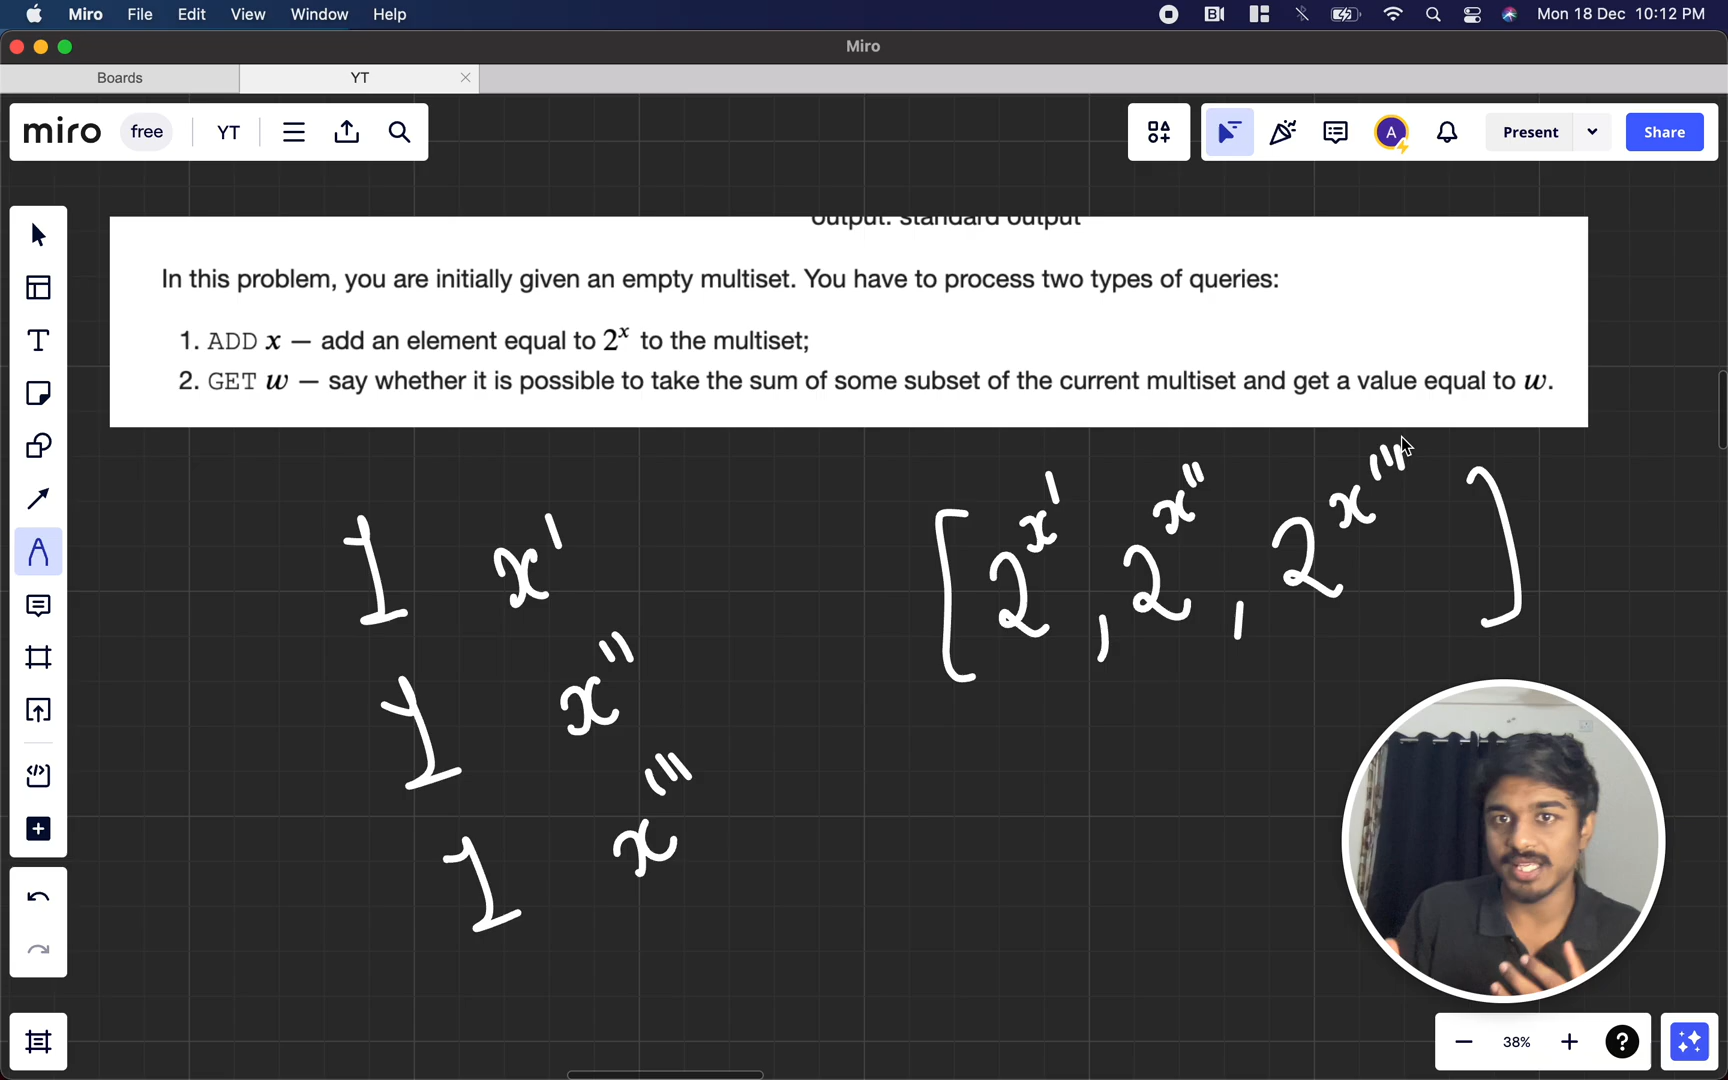 Miro File Edit View Window Help Mon 18 Dec 10:12 PM
Miro
Boards YT
miro free YT A Present Share
output: standard output
In this problem, you are initially given an empty multiset. You have to process two types of queries:
1. ADD x — add an element equal to 2^x to the multiset;
2. GET w — say whether it is possible to take the sum of some subset of the current multiset and get a value equal to w.
1 x' [2^x', 2^x'', 2^x''']
1 x''
1 x'''
38% ?